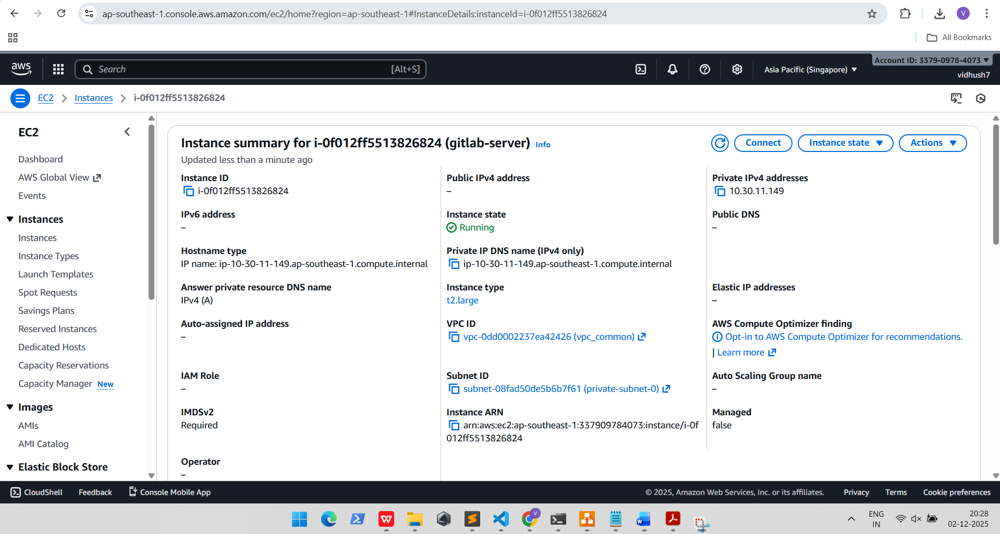 ap-southeast-1.console.aws.amazon.com/ec2/home?region=ap-southeast-1#InstanceDetails:instanceId=i-0f012ff5513826824
V
All Bookmarks
aws
Search
[Alt+S]
Asia Pacific (Singapore)
Account ID: 3379-0978-4073
vidhush7
EC2
Instances
i-0f012ff5513826824
EC2
Dashboard
AWS Global View
Events
Instances
Instances
Instance Types
Launch Templates
Spot Requests
Savings Plans
Reserved Instances
Dedicated Hosts
Capacity Reservations
Capacity Manager New
Images
AMIs
AMI Catalog
Elastic Block Store
Instance summary for i-0f012ff5513826824 (gitlab-server) Info
Updated less than a minute ago
Connect
Instance state
Actions
Instance ID
i-0f012ff5513826824
Public IPv4 address
–
Private IPv4 addresses
10.30.11.149
IPv6 address
–
Instance state
Running
Public DNS
–
Hostname type
IP name: ip-10-30-11-149.ap-southeast-1.compute.internal
Private IP DNS name (IPv4 only)
ip-10-30-11-149.ap-southeast-1.compute.internal
Answer private resource DNS name
IPv4 (A)
Instance type
t2.large
Elastic IP addresses
–
Auto-assigned IP address
–
VPC ID
vpc-0dd0002237ea42426 (vpc_common)
AWS Compute Optimizer finding
Opt-in to AWS Compute Optimizer for recommendations.
| Learn more
IAM Role
–
Subnet ID
subnet-08fad50de5b6b7f61 (private-subnet-0)
Auto Scaling Group name
–
IMDSv2
Required
Instance ARN
arn:aws:ec2:ap-southeast-1:337909784073:instance/i-0f
012ff5513826824
Managed
false
Operator
–
CloudShell
Feedback
Console Mobile App
© 2025, Amazon Web Services, Inc. or its affiliates.
Privacy
Terms
Cookie preferences
V
ENG
IN
20:28
02-12-2025